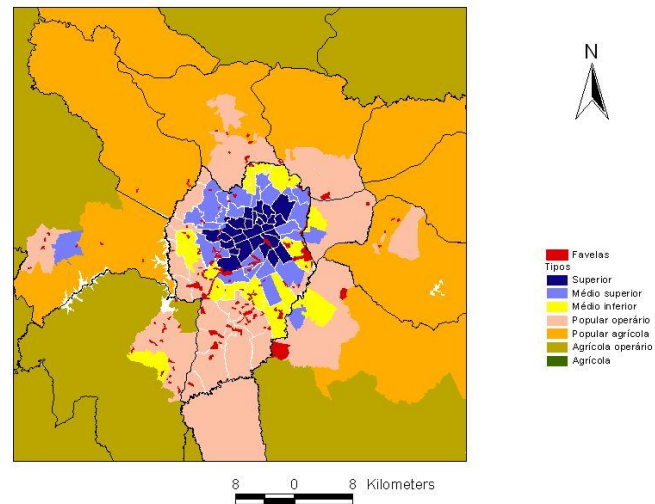 N
Favelas
Tipos
Superior
Médio superior
Médio inferior
Popular operário
Popular agrícola
Agrícola operário
Agrícola
8 0 8 Kilometers